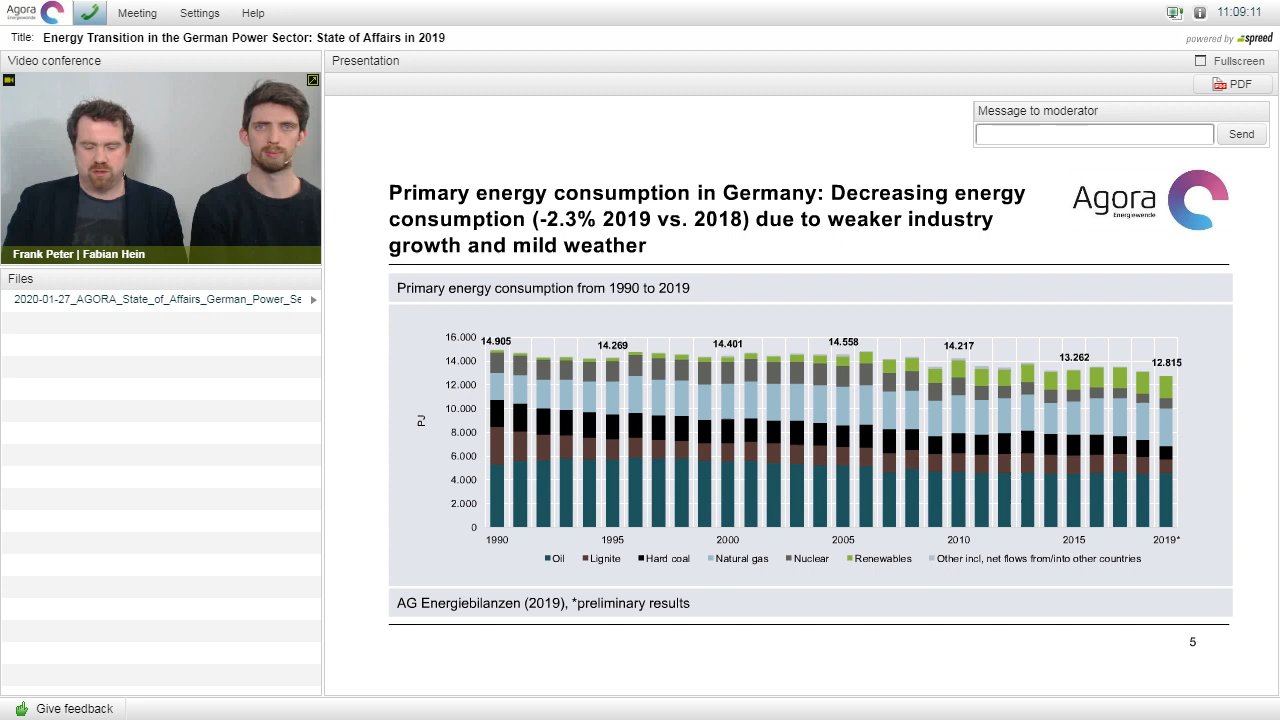 Agora
Energiewende
Meeting
Settings
Help
11:09:11
Title: Energy Transition in the German Power Sector: State of Affairs in 2019
powered by spreed
Video conference
Presentation
Fullscreen
PDF
Message to moderator
Send
Frank Peter | Fabian Hein
Files
2020-01-27_AGORA_State_of_Affairs_German_Power_Se
Primary energy consumption in Germany: Decreasing energy
consumption (-2.3% 2019 vs. 2018) due to weaker industry
growth and mild weather
Agora
Energiewende
Primary energy consumption from 1990 to 2019
PJ
16.000
14.000
12.000
10.000
8.000
6.000
4.000
2.000
0
14.905
14.269
14.401
14.558
14.217
13.262
12.815
1990
1995
2000
2005
2010
2015
2019*
Oil
Lignite
Hard coal
Natural gas
Nuclear
Renewables
Other incl, net flows from/into other countries
AG Energiebilanzen (2019), *preliminary results
5
Give feedback